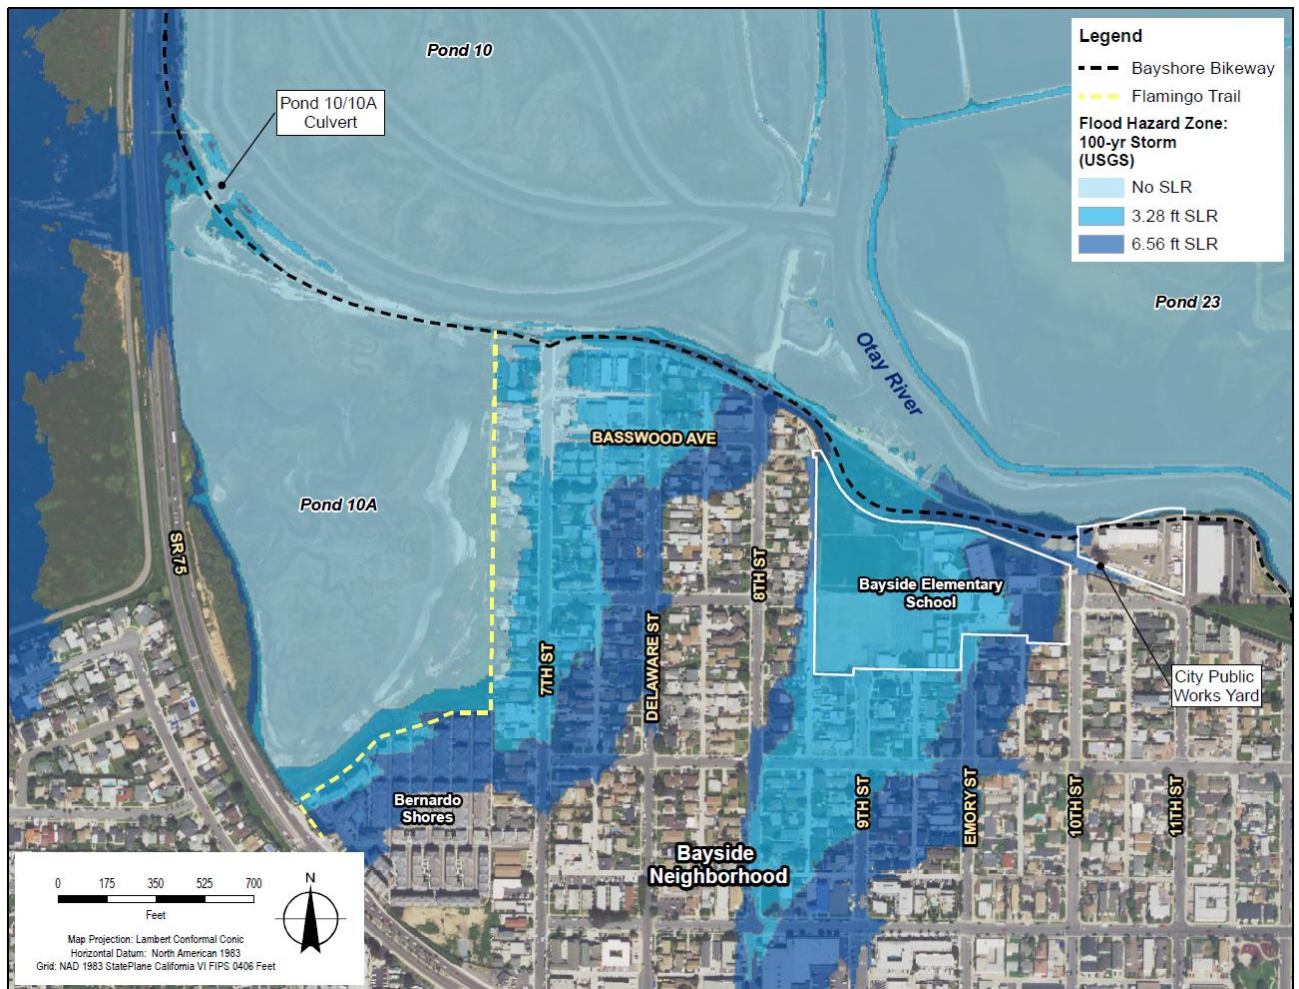 Pond 10
Pond 10/10A
Culvert
Legend
Bayshore Bikeway
Flamingo Trail
Flood Hazard Zone:
100-yr Storm
(USGS)
No SLR
3.28 ft SLR
6.56 ft SLR
Pond 23
Otay River
BASSWOOD AVE
Pond 10A
SR 75
7TH ST
DELAWARE ST
8TH ST
Bayside Elementary
School
City Public
Works Yard
9TH ST
EMORY ST
10TH ST
11TH ST
Bernardo
Shores
Bayside
Neighborhood
0 175 350 525 700
Feet
N
Map Projection: Lambert Conformal Conic
Horizontal Datum: North American 1983
Grid: NAD 1983 StatePlane California VI FIPS 0406 Feet